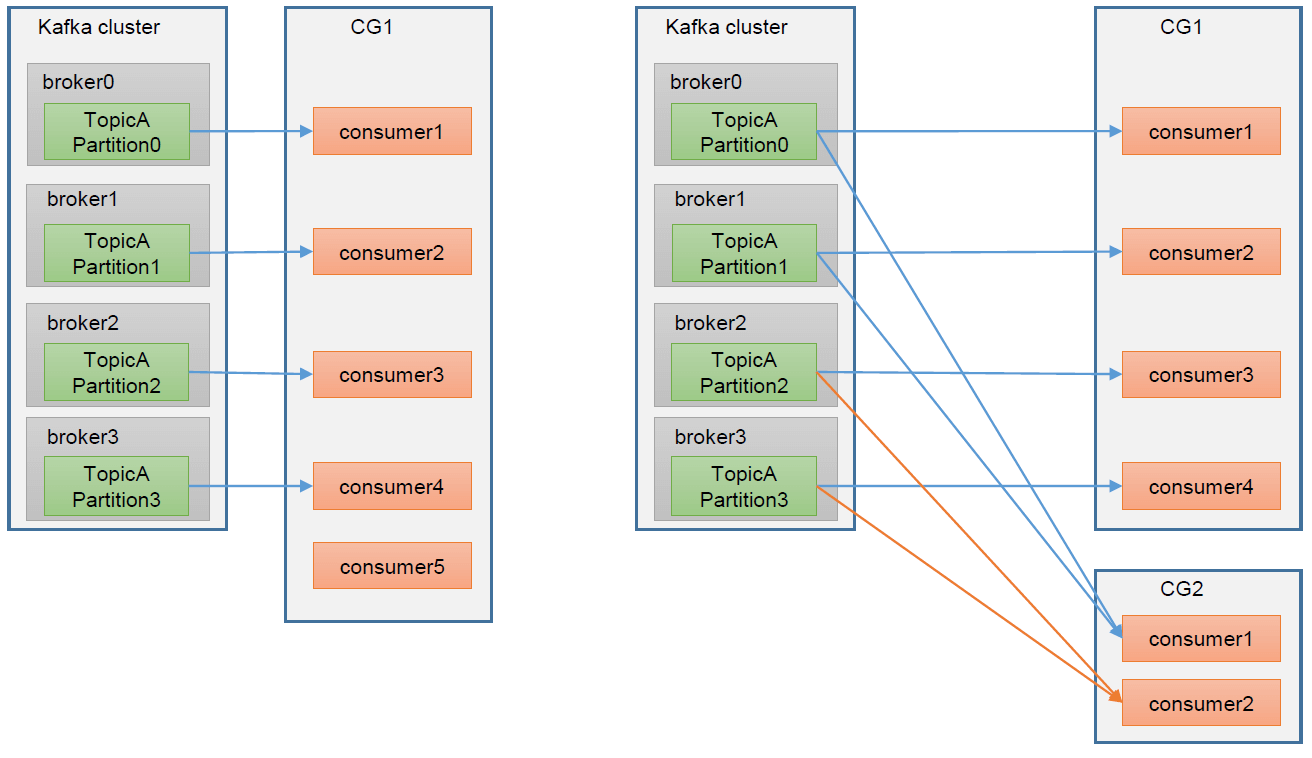 Kafka cluster
broker0
TopicA
Partition0
broker1
TopicA
Partition1
broker2
TopicA
Partition2
broker3
TopicA
Partition3
CG1
consumer1
consumer2
consumer3
consumer4
consumer5
Kafka cluster
broker0
TopicA
Partition0
broker1
TopicA
Partition1
broker2
TopicA
Partition2
broker3
TopicA
Partition3
CG1
consumer1
consumer2
consumer3
consumer4
CG2
consumer1
consumer2